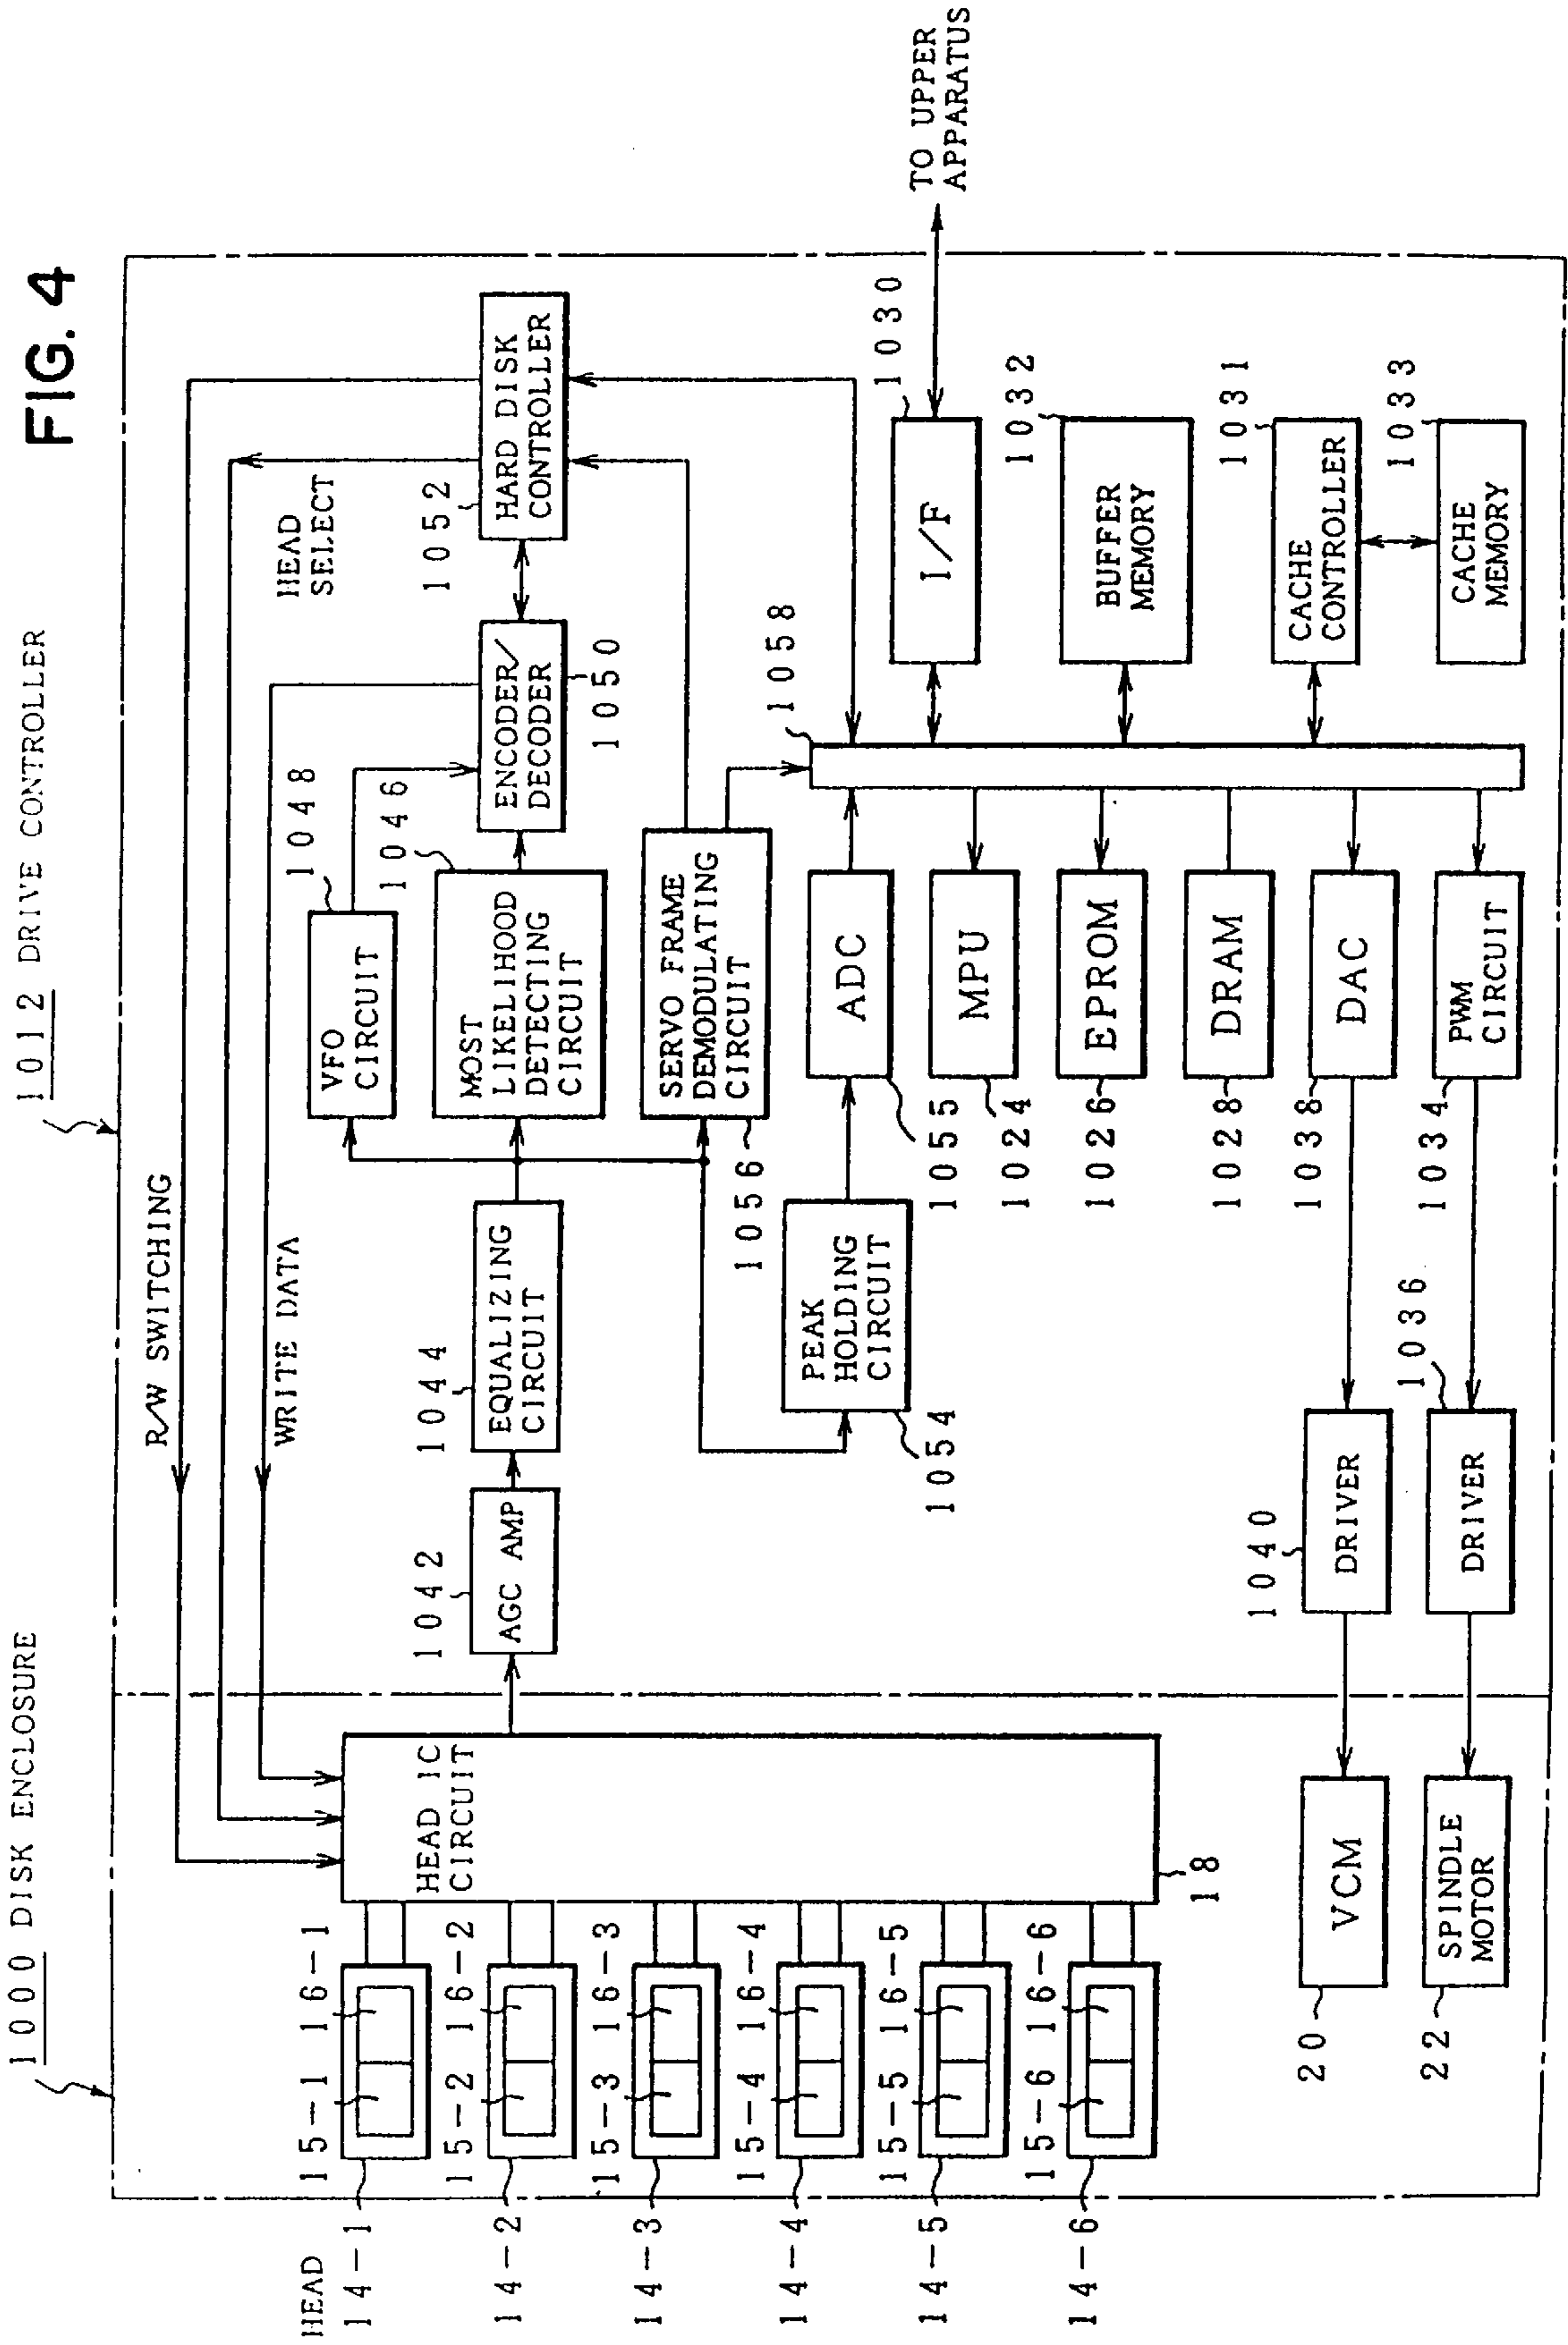 FIG. 4
1000 DISK ENCLOSURE
1012 DRIVE CONTROLLER
R/W SWITCHING
HEAD
SELECT
WRITE DATA
HEAD
14-1
15-1
16-1
14-2
15-2
16-2
14-3
15-3
16-3
14-4
15-4
16-4
14-5
15-5
16-5
14-6
15-6
16-6
HEAD IC
CIRCUIT
18
1042
AGC AMP
1044
EQUALIZING
CIRCUIT
1048
VFO
CIRCUIT
1046
MOST
LIKELIHOOD
DETECTING
CIRCUIT
ENCODER/
DECODER
1050
1052
HARD DISK
CONTROLLER
SERVO FRAME
DEMODULATING
CIRCUIT
1056
PEAK
HOLDING
CIRCUIT
1054
ADC
1055
MPU
1024
EPROM
1026
DRAM
1028
DAC
1038
PWM
CIRCUIT
1034
1058
I/F
1030
TO UPPER
APPARATUS
BUFFER
MEMORY
1032
CACHE
CONTROLLER
1031
CACHE
MEMORY
1033
1040
DRIVER
1036
DRIVER
VCM
20
SPINDLE
MOTOR
22